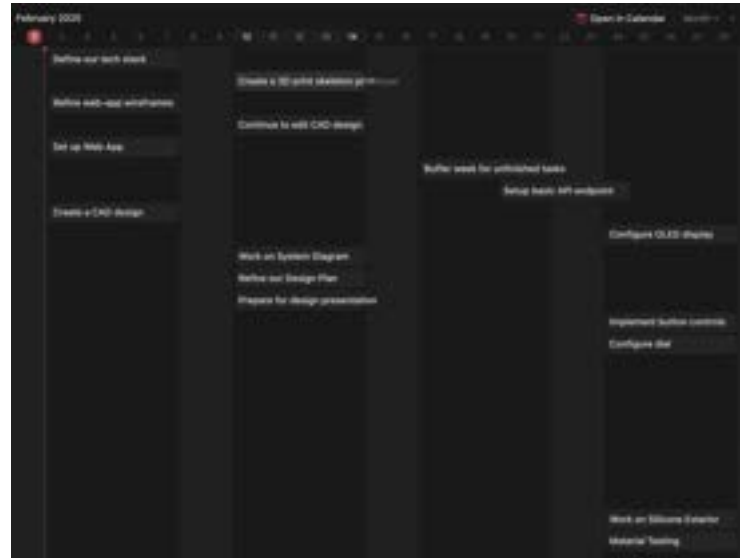 February 2025
Open in Calendar Month
Define our tech stack
Create a 3D print skeleton
Refine web-app wireframes
Continue to edit CAD design
Set up Web App
Buffer week for unfinished tasks
Setup basic API endpoint
Create a CAD design
Configure OLED display
Work on System Diagram
Refine our Design Plan
Prepare for design presentation
Implement button controls
Configure dial
Work on Silicone Exterior
Material Testing